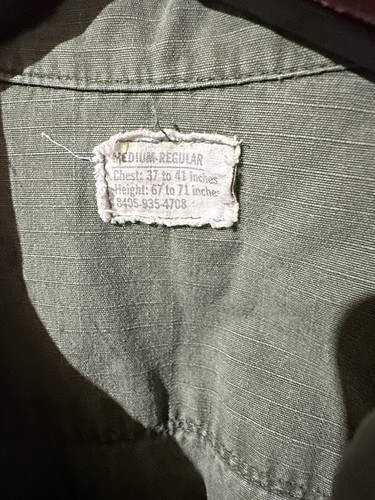 MEDIUM-REGULAR
Chest: 37 to 41 inches
Height: 67 to 71 inches
8405-935-4708